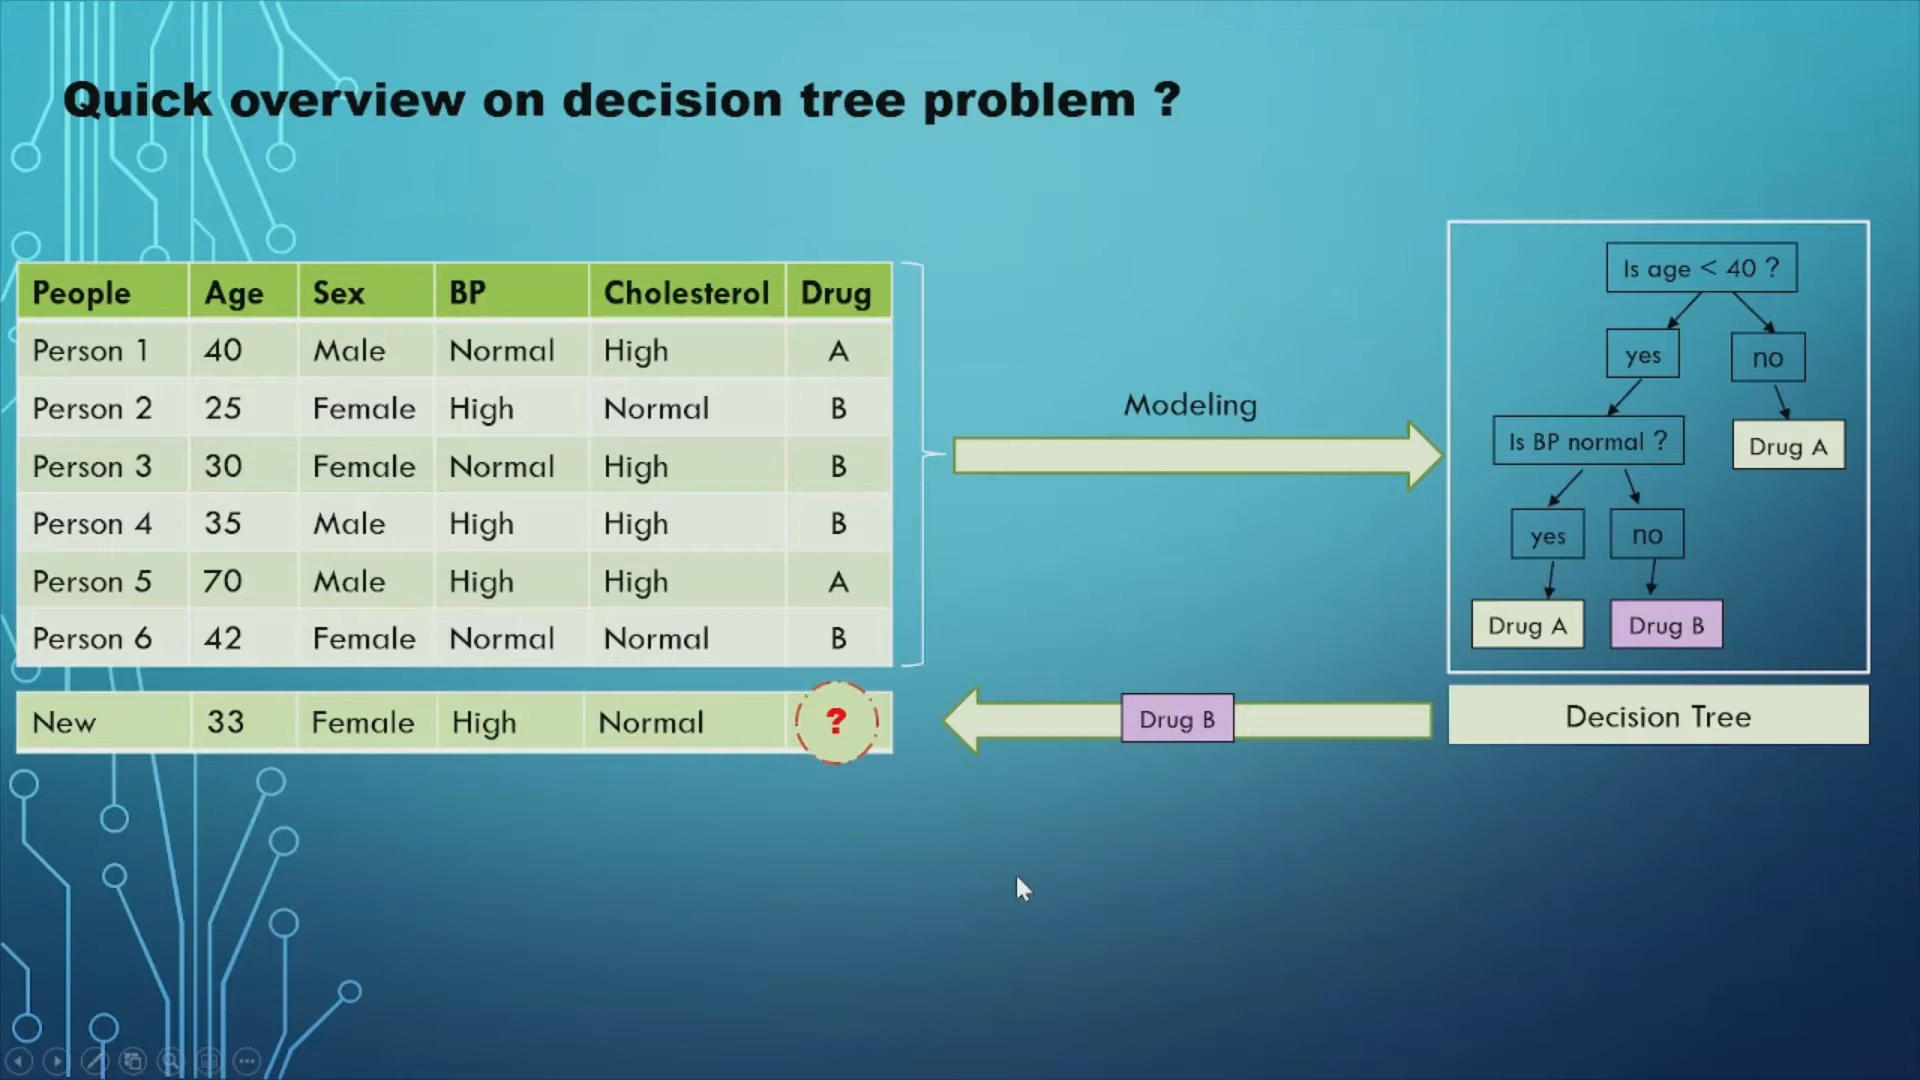 Quick overview on decision tree problem ?
People Age Sex BP Cholesterol Drug
Person 1 40 Male Normal High A
Person 2 25 Female High Normal B
Person 3 30 Female Normal High B
Person 4 35 Male High High B
Person 5 70 Male High High A
Person 6 42 Female Normal Normal B
New 33 Female High Normal ?
Modeling
Is age < 40 ?
yes no
Is BP normal ? Drug A
yes no
Drug A Drug B
Drug B
Decision Tree